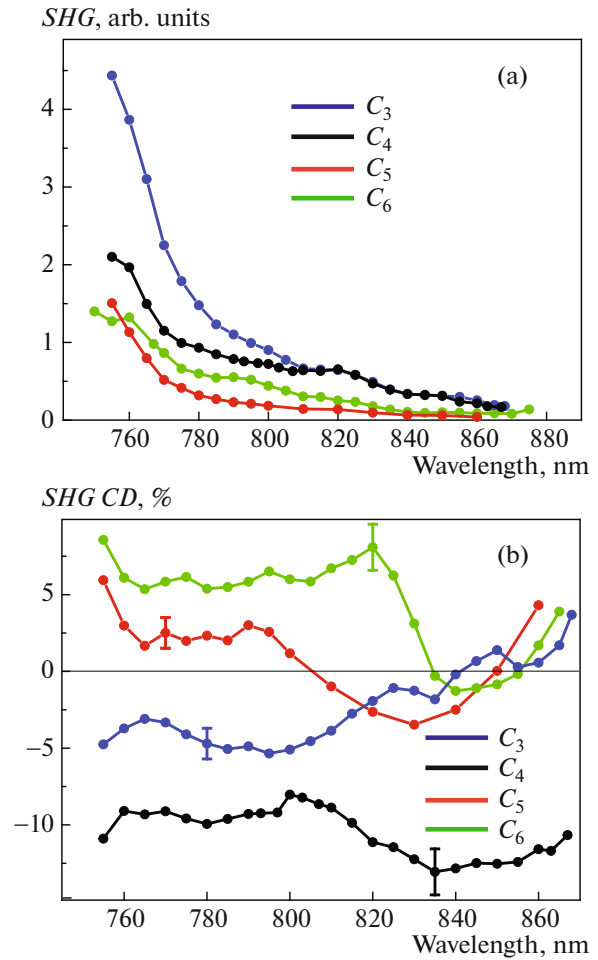 SHG, arb. units
(a)
C3
C4
C5
C6
4
3
2
1
0
760 780 800 820 840 860 880
Wavelength, nm
SHG CD, %
(b)
5
0
−5
−10
C3
C4
C5
C6
760 780 800 820 840 860
Wavelength, nm